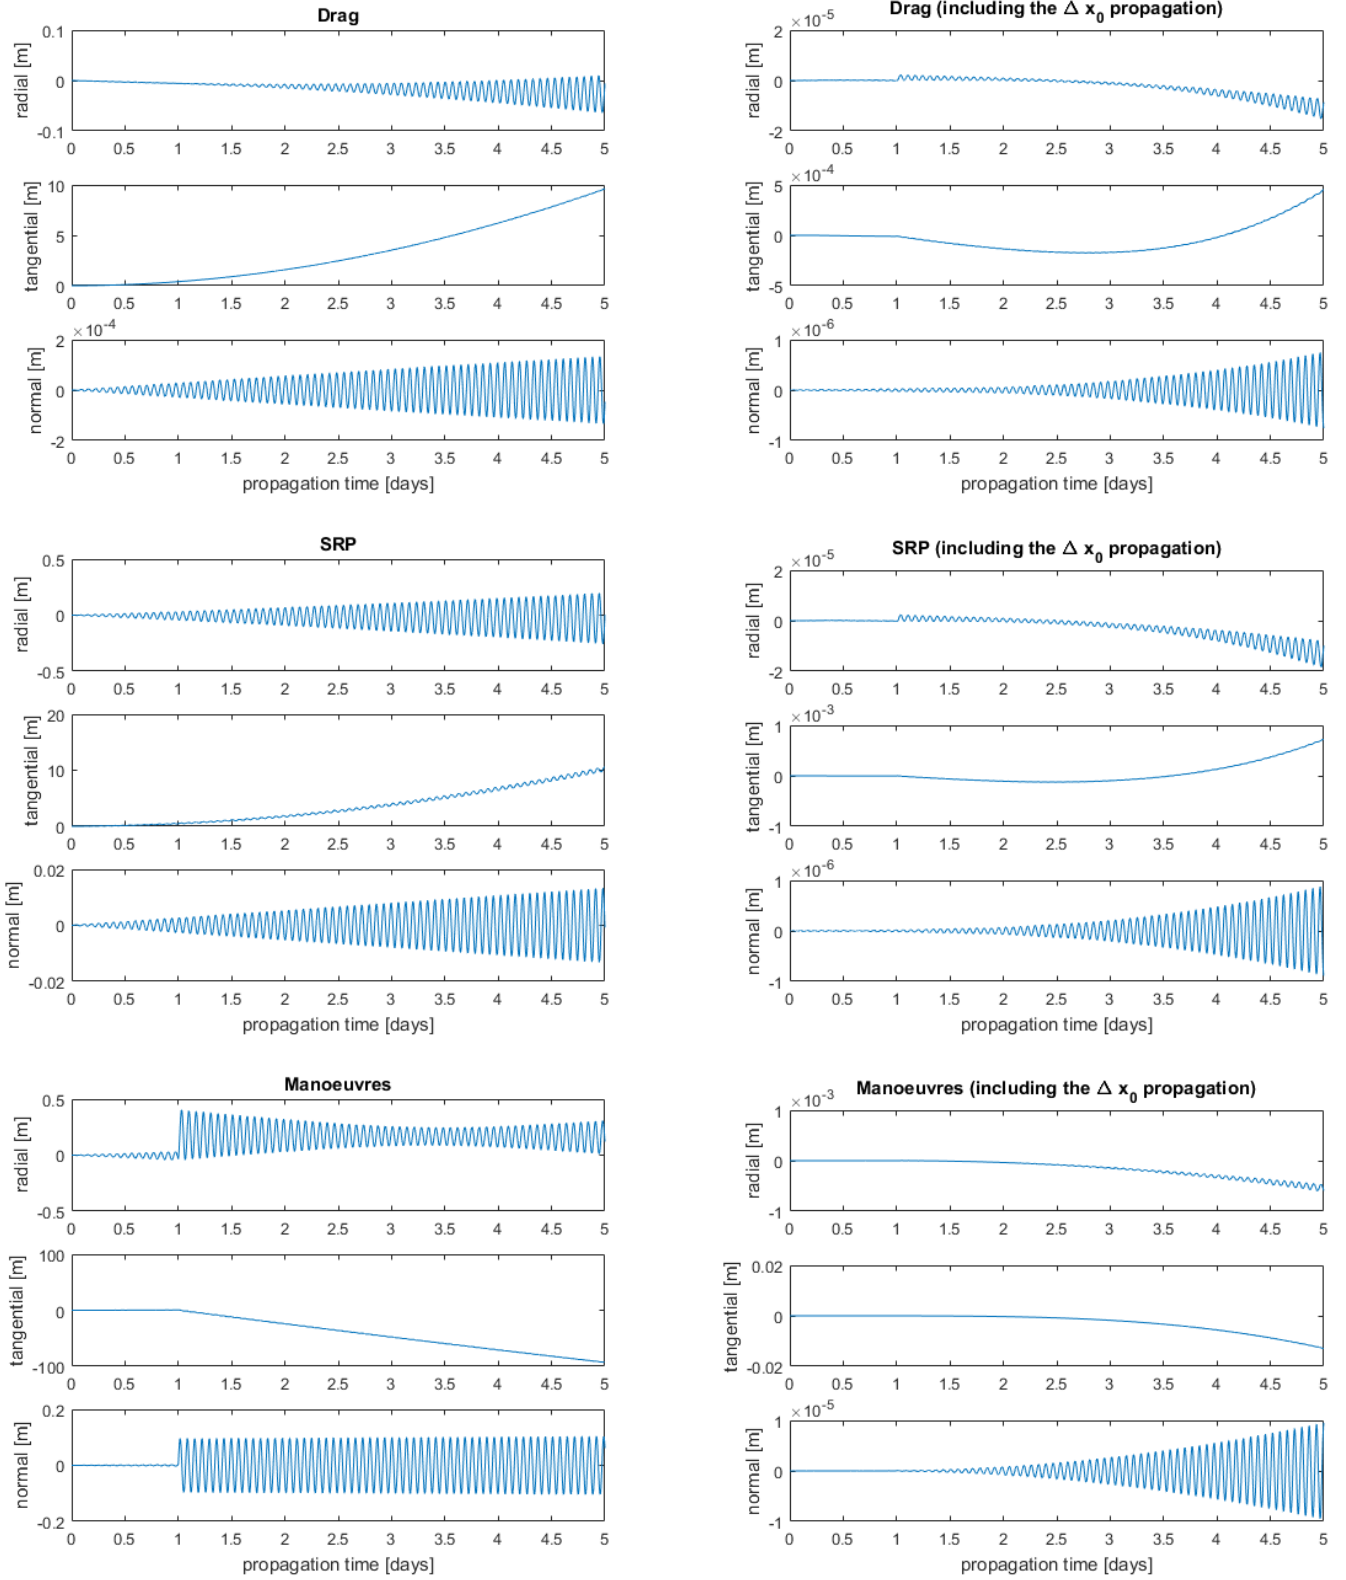 Drag
0.1
0
-0.1
radial [m]
0 0.5 1 1.5 2 2.5 3 3.5 4 4.5 5
10
5
0
tangential [m]
0 0.5 1 1.5 2 2.5 3 3.5 4 4.5 5
×10-4
2
0
-2
normal [m]
0 0.5 1 1.5 2 2.5 3 3.5 4 4.5 5
propagation time [days]
Drag (including the Δ x0 propagation)
×10-5
2
0
-2
radial [m]
0 0.5 1 1.5 2 2.5 3 3.5 4 4.5 5
×10-4
5
0
-5
tangential [m]
0 0.5 1 1.5 2 2.5 3 3.5 4 4.5 5
×10-6
1
0
-1
normal [m]
0 0.5 1 1.5 2 2.5 3 3.5 4 4.5 5
propagation time [days]
SRP
0.5
0
-0.5
radial [m]
0 0.5 1 1.5 2 2.5 3 3.5 4 4.5 5
20
10
0
tangential [m]
0 0.5 1 1.5 2 2.5 3 3.5 4 4.5 5
0.02
0
-0.02
normal [m]
0 0.5 1 1.5 2 2.5 3 3.5 4 4.5 5
propagation time [days]
SRP (including the Δ x0 propagation)
×10-5
2
0
-2
radial [m]
0 0.5 1 1.5 2 2.5 3 3.5 4 4.5 5
×10-3
1
0
-1
tangential [m]
0 0.5 1 1.5 2 2.5 3 3.5 4 4.5 5
×10-6
1
0
-1
normal [m]
0 0.5 1 1.5 2 2.5 3 3.5 4 4.5 5
propagation time [days]
Manoeuvres
0.5
0
-0.5
radial [m]
0 0.5 1 1.5 2 2.5 3 3.5 4 4.5 5
100
0
-100
tangential [m]
0 0.5 1 1.5 2 2.5 3 3.5 4 4.5 5
0.2
0
-0.2
normal [m]
0 0.5 1 1.5 2 2.5 3 3.5 4 4.5 5
propagation time [days]
Manoeuvres (including the Δ x0 propagation)
×10-3
1
0
-1
radial [m]
0 0.5 1 1.5 2 2.5 3 3.5 4 4.5 5
0.02
0
-0.02
tangential [m]
0 0.5 1 1.5 2 2.5 3 3.5 4 4.5 5
×10-5
1
0
-1
normal [m]
0 0.5 1 1.5 2 2.5 3 3.5 4 4.5 5
propagation time [days]